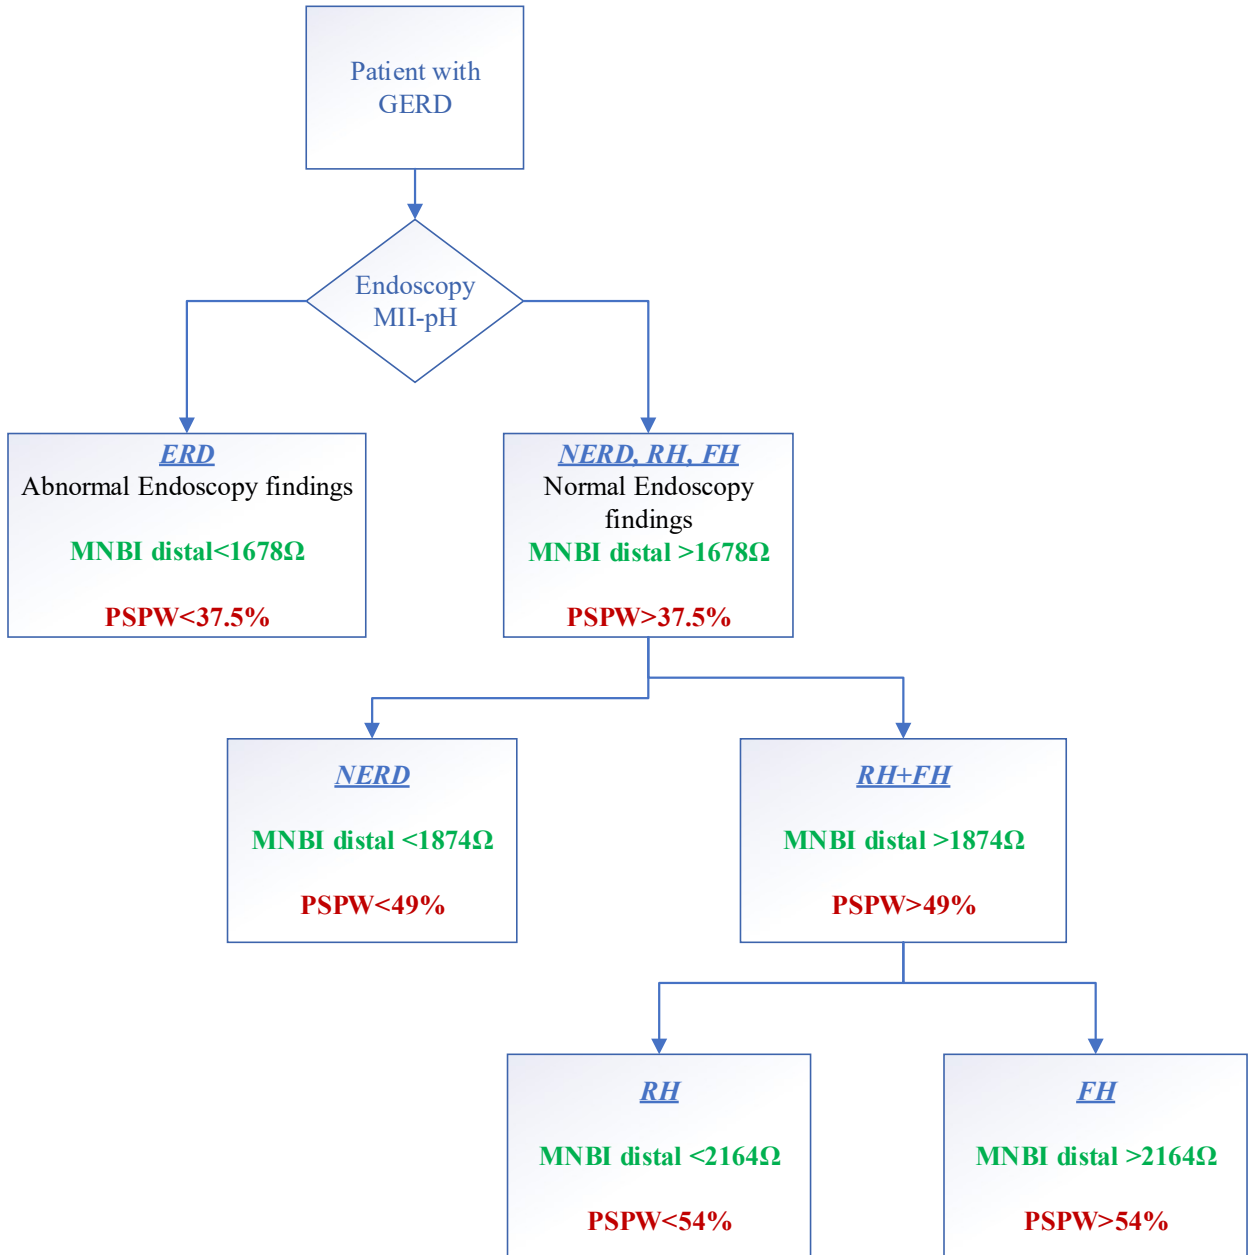 Patient with
GERD
Endoscopy
MII-pH
ERD
Abnormal Endoscopy findings
MNBI distal<1678Ω
PSPW<37.5%
NERD, RH, FH
Normal Endoscopy
findings
MNBI distal >1678Ω
PSPW>37.5%
NERD
MNBI distal <1874Ω
PSPW<49%
RH+FH
MNBI distal >1874Ω
PSPW>49%
RH
MNBI distal <2164Ω
PSPW<54%
FH
MNBI distal >2164Ω
PSPW>54%